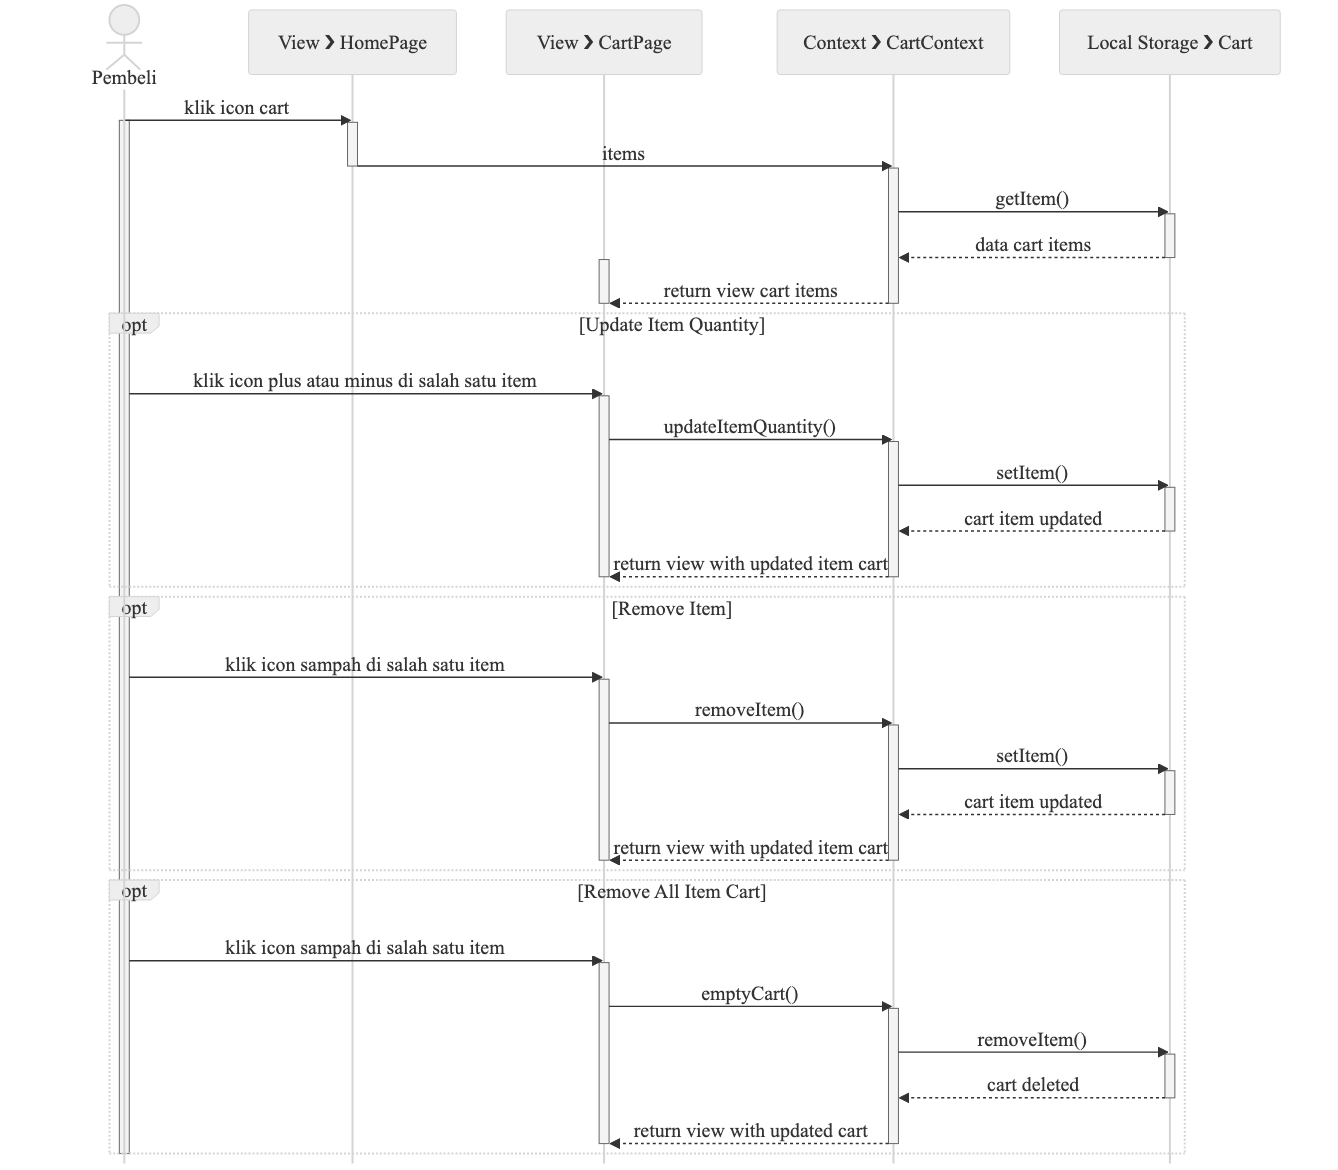 Pembeli
View ❯ HomePage
View ❯ CartPage
Context ❯ CartContext
Local Storage ❯ Cart
klik icon cart
items
getItem()
data cart items
return view cart items
opt
[Update Item Quantity]
klik icon plus atau minus di salah satu item
updateItemQuantity()
setItem()
cart item updated
return view with updated item cart
opt
[Remove Item]
klik icon sampah di salah satu item
removeItem()
setItem()
cart item updated
return view with updated item cart
opt
[Remove All Item Cart]
klik icon sampah di salah satu item
emptyCart()
removeItem()
cart deleted
return view with updated cart